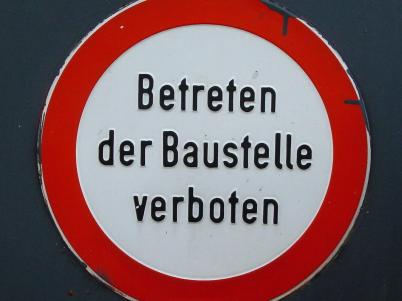 Betreten
der Baustelle
verboten